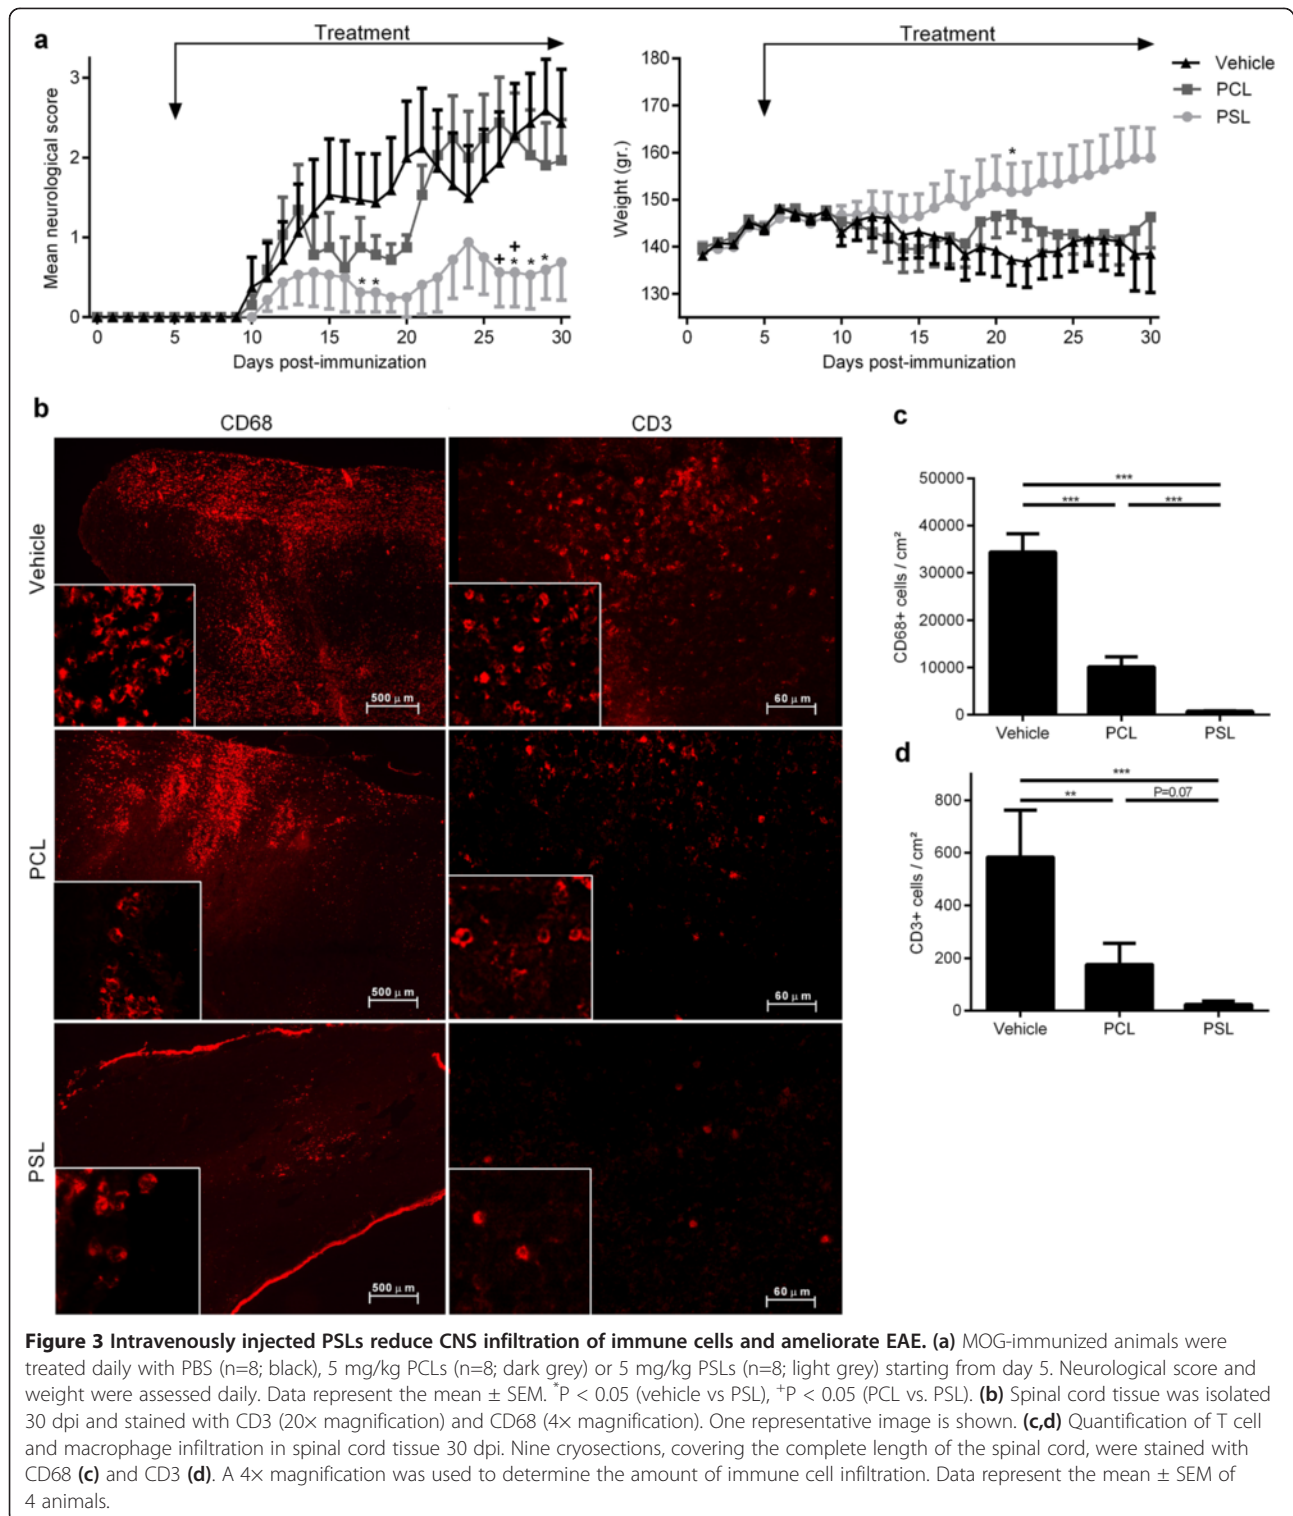 a
Treatment
Mean neurological score
3
2
1
0
0 5 10 15 20 25 30
Days post-immunization
* * + + * * *
Treatment
Weight (gr.)
180
170
160
150
140
130
*
0 5 10 15 20 25 30
Days post-immunization
Vehicle
PCL
PSL
b
CD68 CD3
Vehicle
500 µm
60 µm
PCL
500 µm
60 µm
PSL
500 µm
60 µm
c
CD68+ cells / cm²
50000
40000
30000
20000
10000
0
***
*** ***
Vehicle PCL PSL
d
CD3+ cells / cm²
800
600
400
200
0
***
** P=0.07
Vehicle PCL PSL
Figure 3 Intravenously injected PSLs reduce CNS infiltration of immune cells and ameliorate EAE. (a) MOG-immunized animals were
treated daily with PBS (n=8; black), 5 mg/kg PCLs (n=8; dark grey) or 5 mg/kg PSLs (n=8; light grey) starting from day 5. Neurological score and
weight were assessed daily. Data represent the mean ± SEM. *P < 0.05 (vehicle vs PSL), +P < 0.05 (PCL vs. PSL). (b) Spinal cord tissue was isolated
30 dpi and stained with CD3 (20× magnification) and CD68 (4× magnification). One representative image is shown. (c,d) Quantification of T cell
and macrophage infiltration in spinal cord tissue 30 dpi. Nine cryosections, covering the complete length of the spinal cord, were stained with
CD68 (c) and CD3 (d). A 4× magnification was used to determine the amount of immune cell infiltration. Data represent the mean ± SEM of
4 animals.